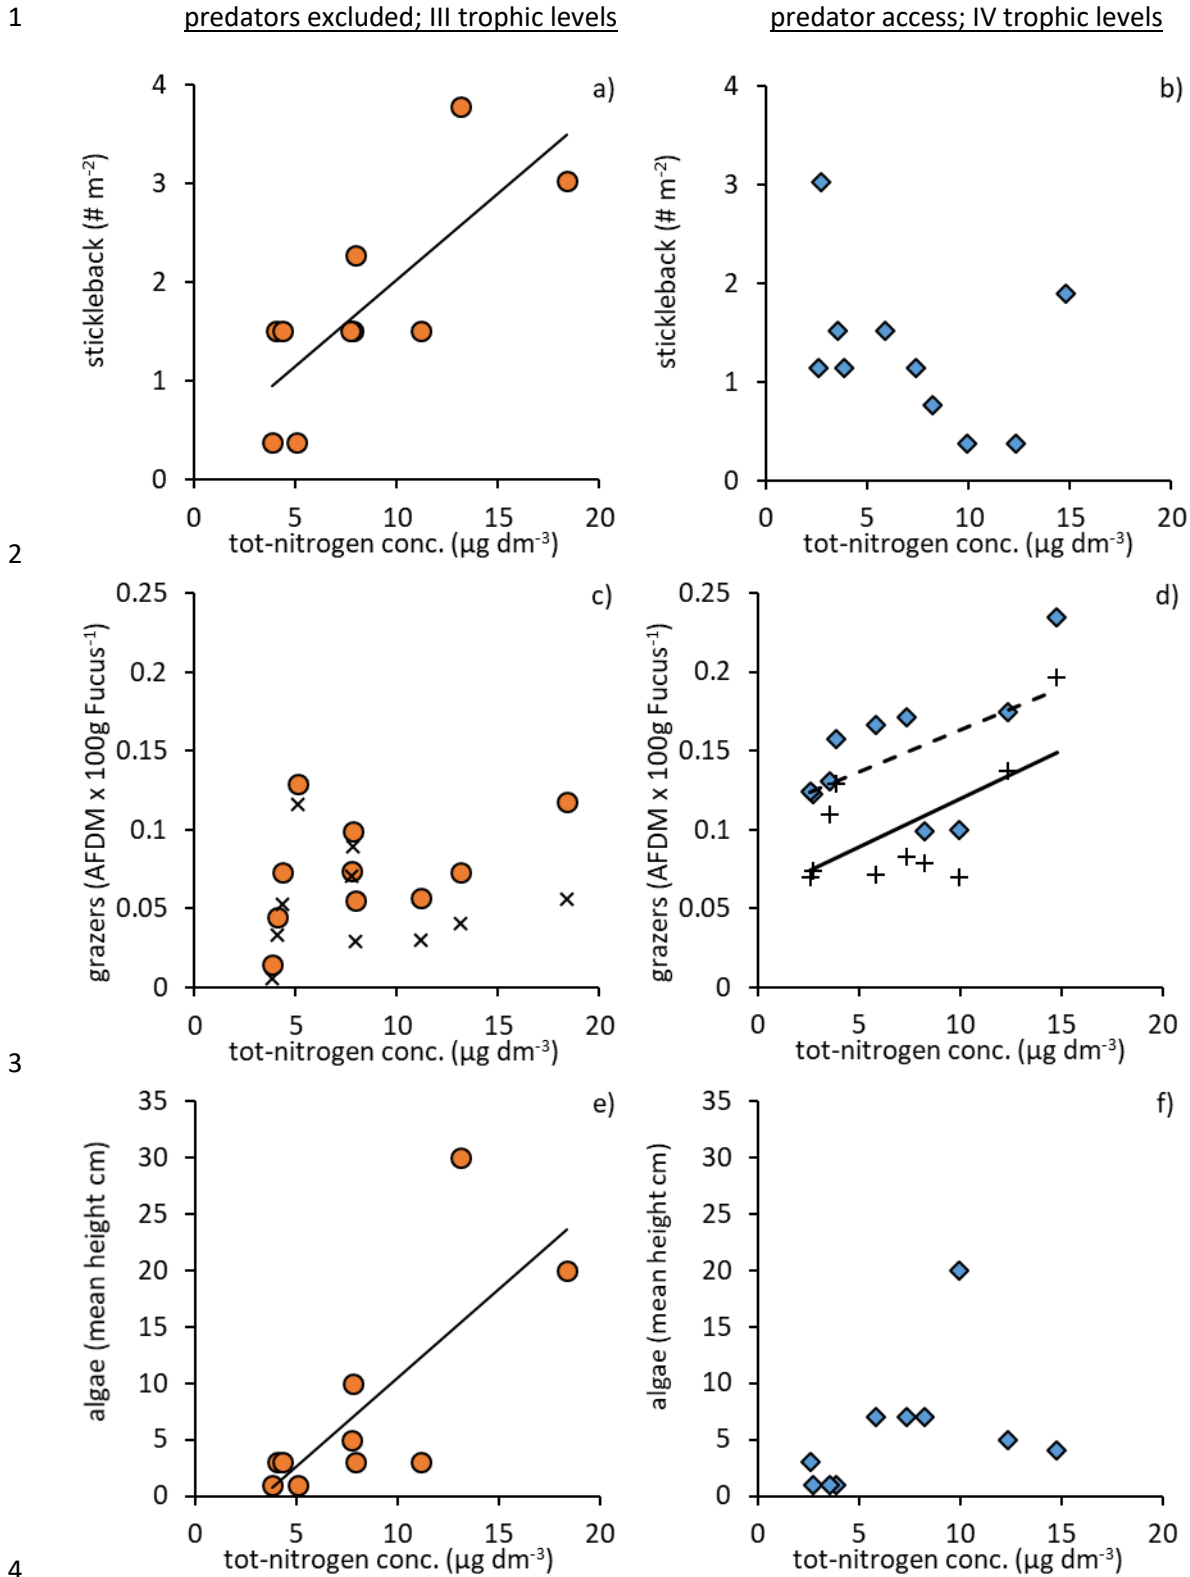 1
predators excluded; III trophic levels
predator access; IV trophic levels
a)
stickleback (# m⁻²)
4
3
2
1
0
0 5 10 15 20
tot-nitrogen conc. (µg dm⁻³)
b)
stickleback (# m⁻²)
4
3
2
1
0
0 5 10 15 20
tot-nitrogen conc. (µg dm⁻³)
2
c)
grazers (AFDM x 100g Fucus⁻¹)
0.25
0.2
0.15
0.1
0.05
0
0 5 10 15 20
tot-nitrogen conc. (µg dm⁻³)
d)
grazers (AFDM x 100g Fucus⁻¹)
0.25
0.2
0.15
0.1
0.05
0
0 5 10 15 20
tot-nitrogen conc. (µg dm⁻³)
3
e)
algae (mean height cm)
35
30
25
20
15
10
5
0
0 5 10 15 20
tot-nitrogen conc. (µg dm⁻³)
f)
algae (mean height cm)
35
30
25
20
15
10
5
0
0 5 10 15 20
tot-nitrogen conc. (µg dm⁻³)
4